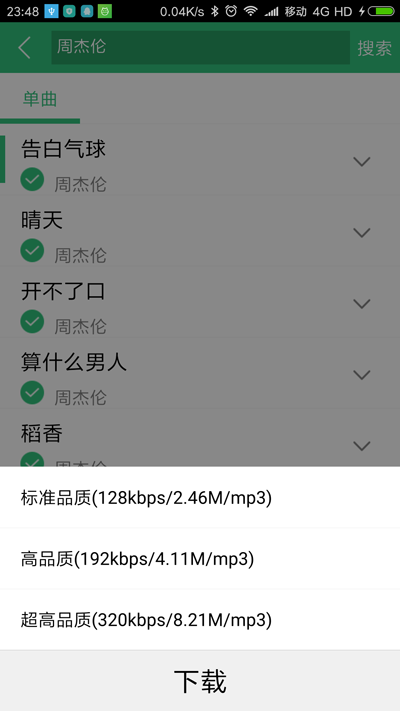 23:48 0.04K/s 移动 4G HD
周杰伦 搜索
单曲
告白气球
周杰伦
晴天
周杰伦
开不了口
周杰伦
算什么男人
周杰伦
稻香
周杰伦
标准品质(128kbps/2.46M/mp3)
高品质(192kbps/4.11M/mp3)
超高品质(320kbps/8.21M/mp3)
下载